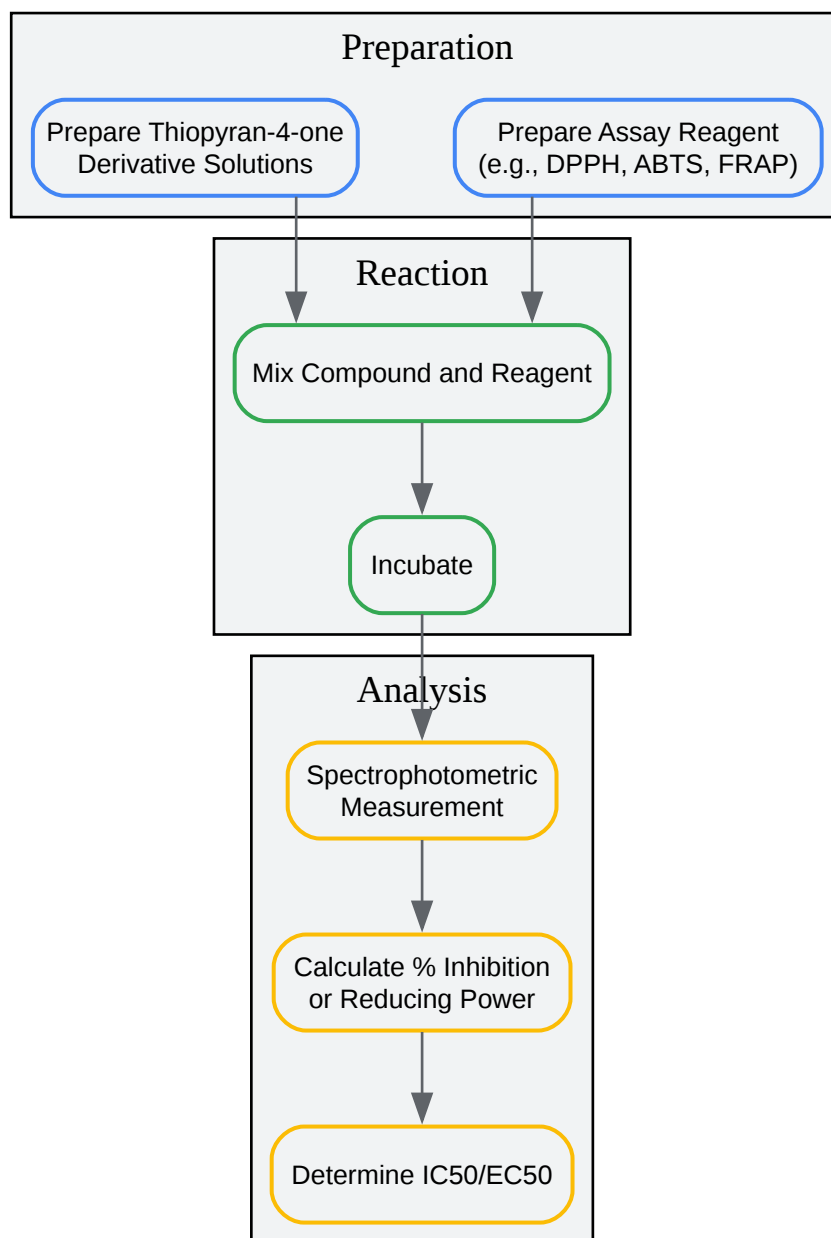 Preparation
Prepare Thiopyran-4-one
Derivative Solutions
Prepare Assay Reagent
(e.g., DPPH, ABTS, FRAP)
Reaction
Mix Compound and Reagent
Incubate
Analysis
Spectrophotometric
Measurement
Calculate % Inhibition
or Reducing Power
Determine IC50/EC50